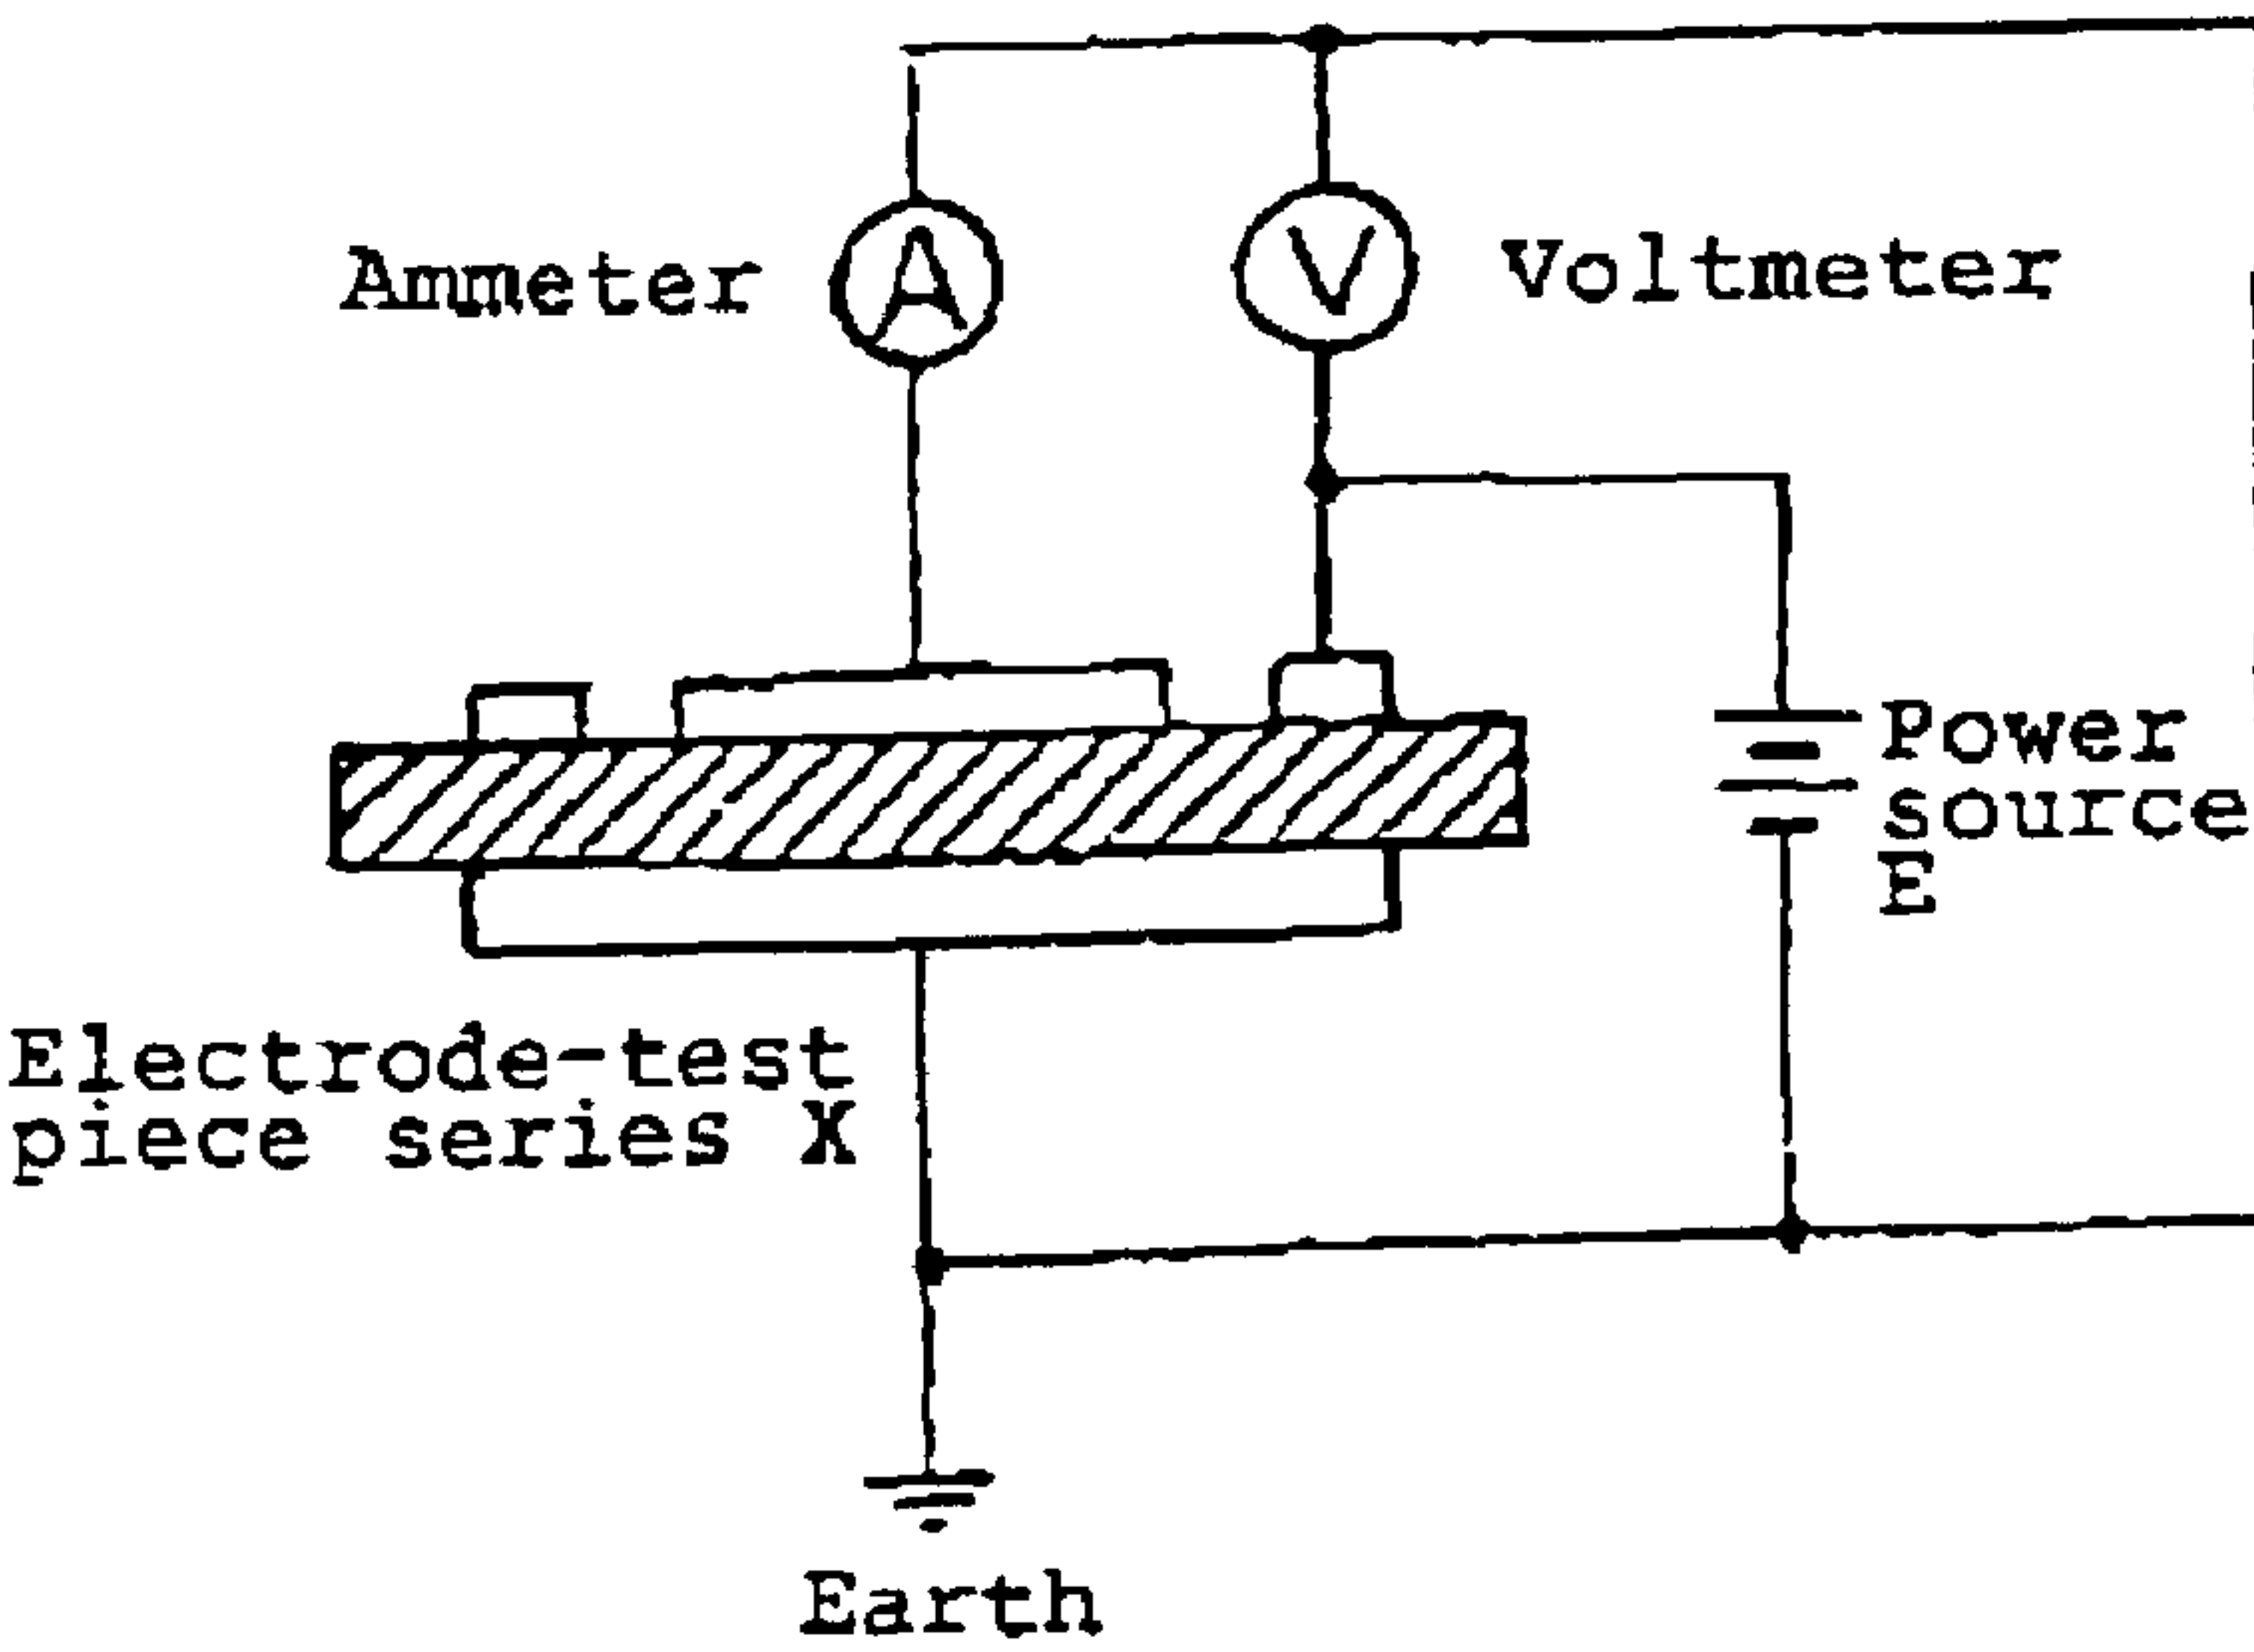 Ammeter
A
V
Voltmeter
Power
source
E
Electrode-test
piece series X
Earth